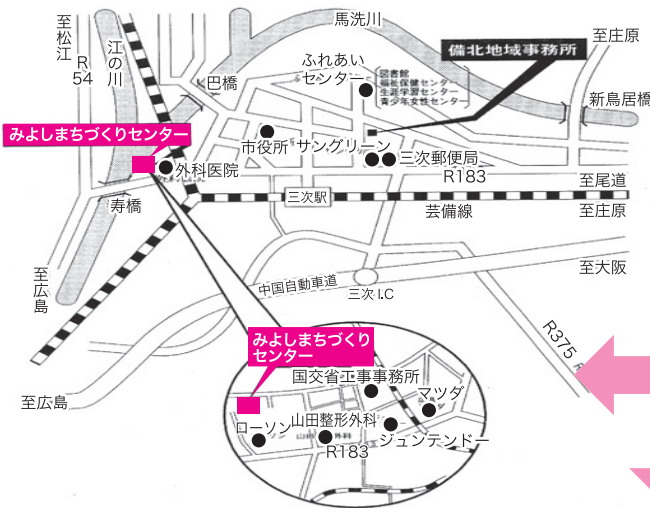 馬洗川
至松江
R54
江の川
巴橋
ふれあい
センター
図書館
福祉保健センター
生涯学習センター
青少年女性センター
備北地域事務所
至庄原
新鳥居橋
みよしまちづくりセンター
外科医院
市役所
サングリーン
三次郵便局
R183
至尾道
寿橋
三次駅
芸備線
至庄原
至広島
中国自動車道
三次I.C
至大阪
至広島
R375
みよしまちづくり
センター
国交省工事事務所
マツダ
ローソン
山田整形外科
ジュンテンドー
R183